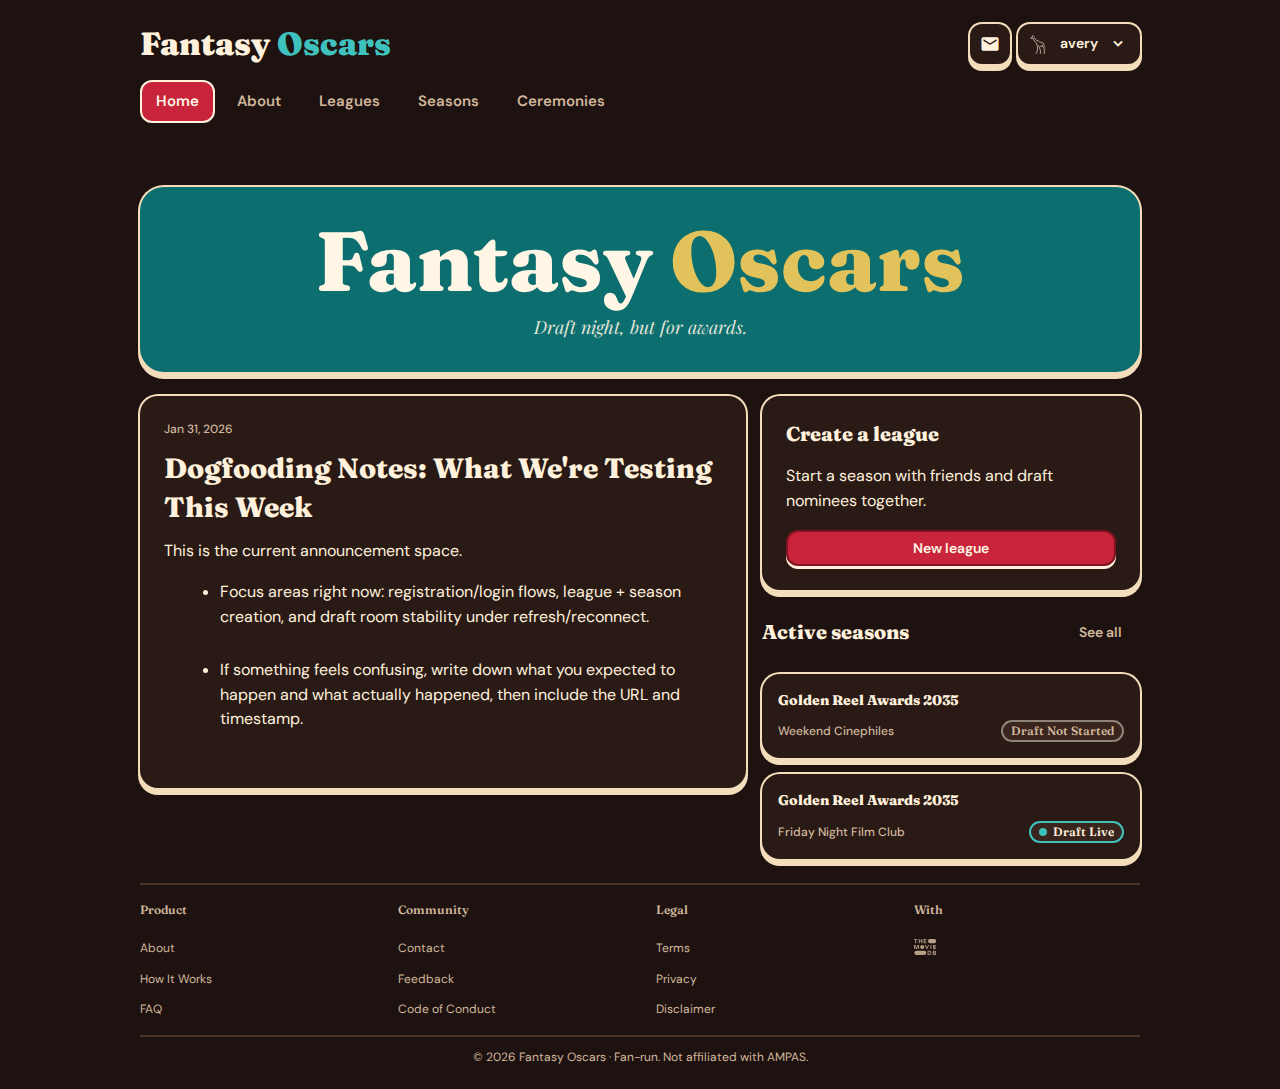 Fantasy Oscars
avery
Home
About
Leagues
Seasons
Ceremonies
Fantasy Oscars
Draft night, but for awards.
Jan 31, 2026
Dogfooding Notes: What We're Testing
This Week
This is the current announcement space.
• Focus areas right now: registration/login flows, league + season
creation, and draft room stability under refresh/reconnect.
• If something feels confusing, write down what you expected to
happen and what actually happened, then include the URL and
timestamp.
Create a league
Start a season with friends and draft
nominees together.
New league
Active seasons
See all
Golden Reel Awards 2035
Weekend Cinephiles
Draft Not Started
Golden Reel Awards 2035
Friday Night Film Club
Draft Live
Product
About
How It Works
FAQ
Community
Contact
Feedback
Code of Conduct
Legal
Terms
Privacy
Disclaimer
With
THE
MOVIE
DB
© 2026 Fantasy Oscars · Fan-run. Not affiliated with AMPAS.